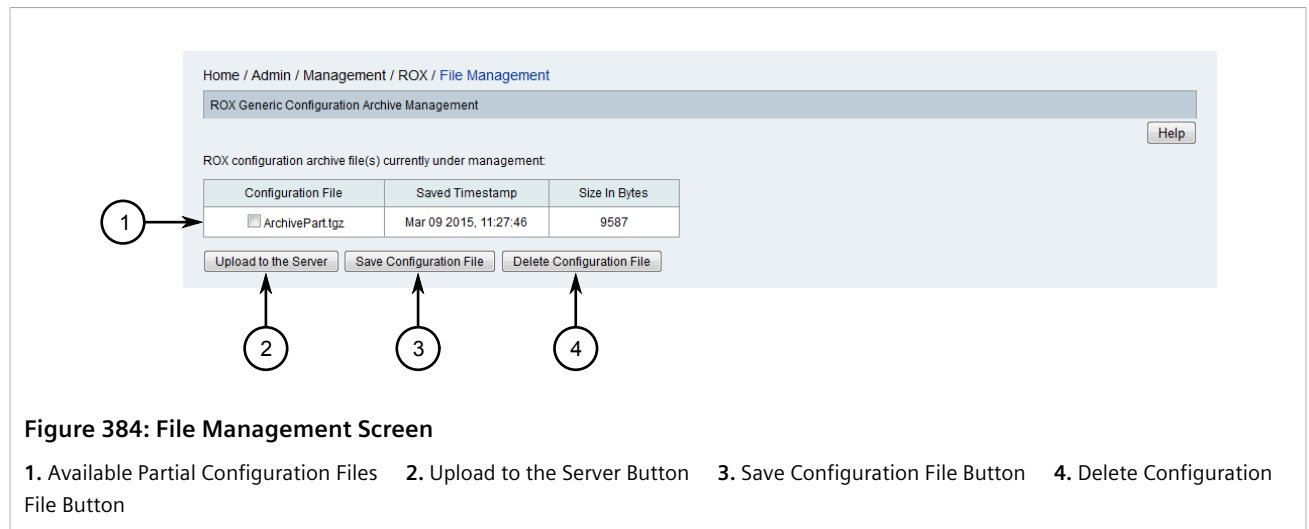 Home / Admin / Management / ROX / File Management
ROX Generic Configuration Archive Management
Help
ROX configuration archive file(s) currently under management:
Configuration File Saved Timestamp Size In Bytes
1 ArchivePart.tgz Mar 09 2015, 11:27:46 9587
Upload to the Server Save Configuration File Delete Configuration File
2 3 4
Figure 384: File Management Screen
1. Available Partial Configuration Files 2. Upload to the Server Button 3. Save Configuration File Button 4. Delete Configuration
File Button